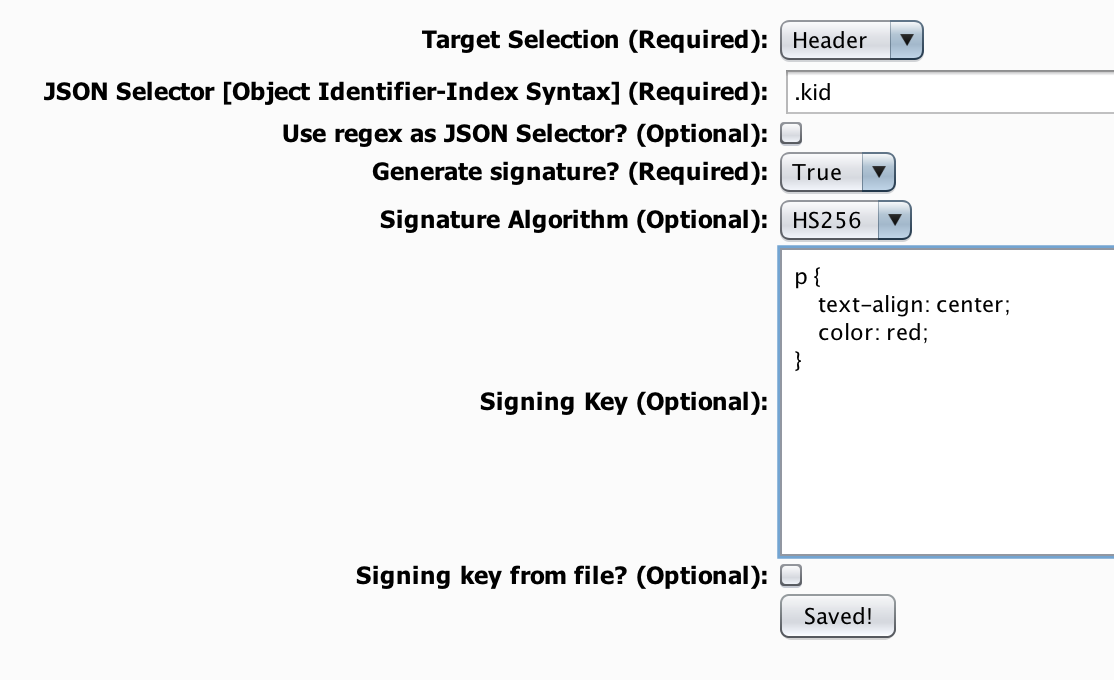 Target Selection (Required): Header
JSON Selector [Object Identifier-Index Syntax] (Required): .kid
Use regex as JSON Selector? (Optional):
Generate signature? (Required): True
Signature Algorithm (Optional): HS256
p {
    text-align: center;
    color: red;
}
Signing Key (Optional):
Signing key from file? (Optional):
Saved!